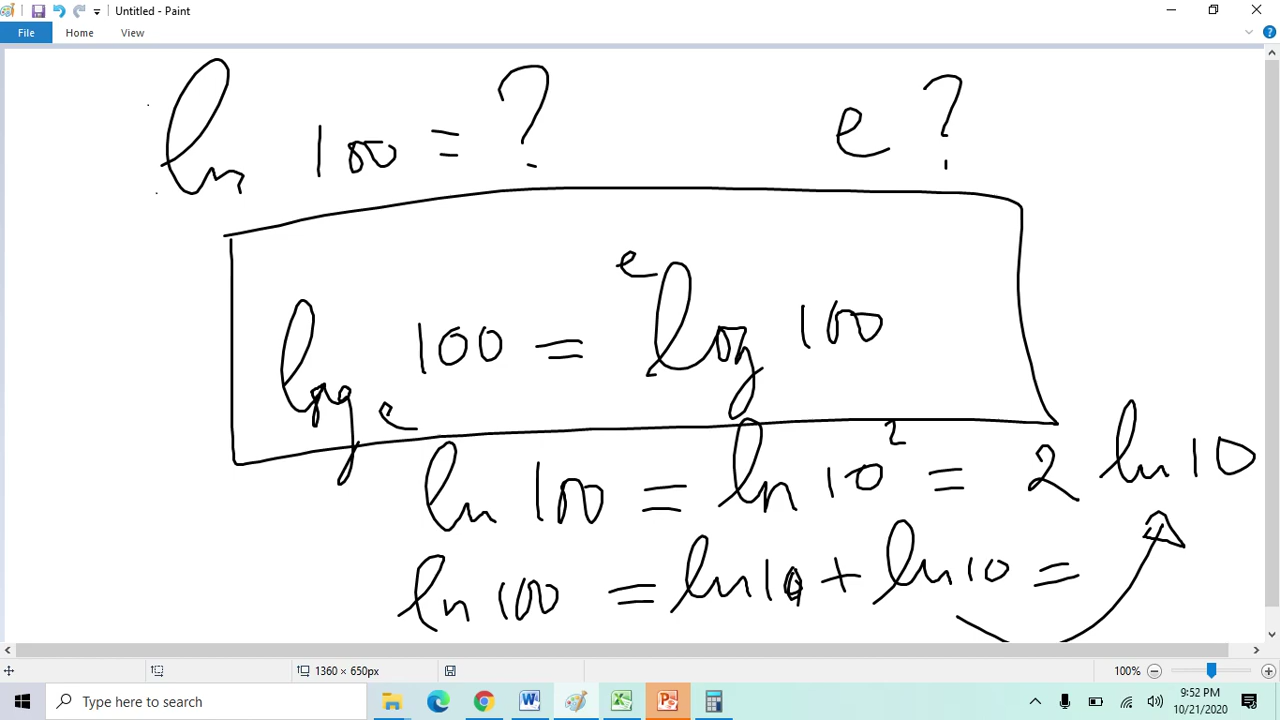 Untitled - Paint
File Home View
ln 100 = ? e ?
log_e 100 = ^e log 100
ln 100 = ln 10² = 2 ln 10
ln 100 = ln 10 + ln 10 =
1360 × 650px 100%
Type here to search
9:52 PM
10/21/2020